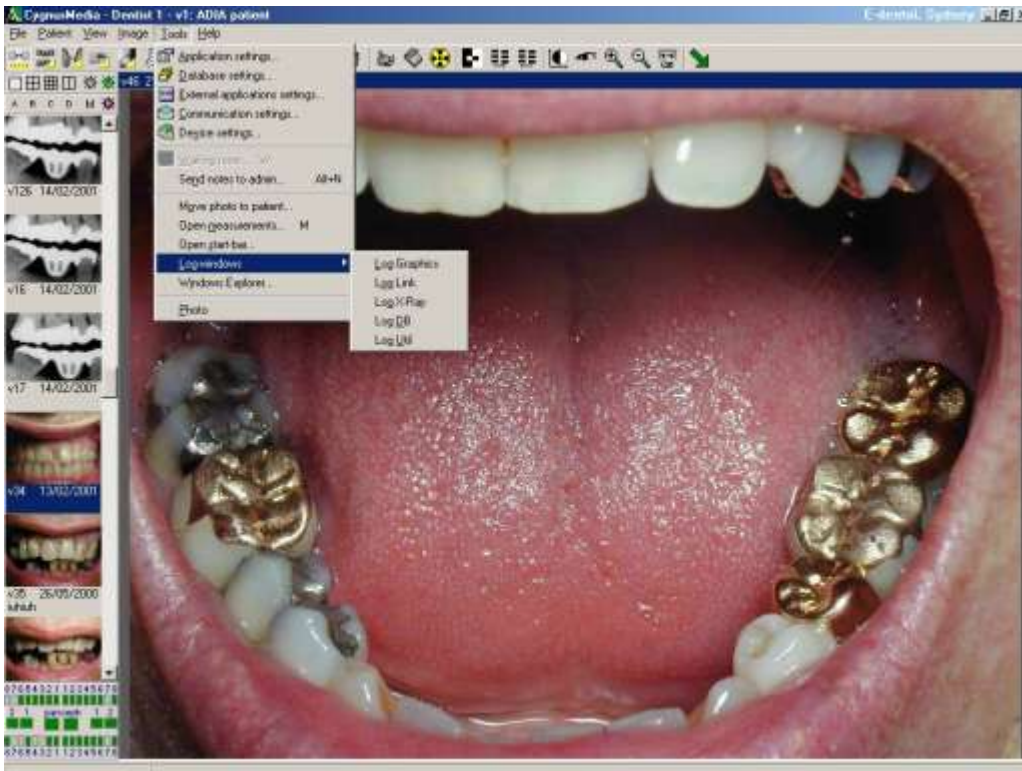 CygnusMedia - Dentist 1 - v1: ADIA patient
E-dental, Sydney
File Patient View Image Tools Help
Application settings...
Database settings...
External applications settings...
Communication settings...
Device settings...
Send notes to admin... Alt+N
Move photo to patient...
Open measurements... M
Open start-bar...
Log windows
Windows Explorer...
Photo
Log Graphics
Log Link
Log X-Ray
Log DB
Log Util
A B C D M
v126 14/02/2001
v16 14/02/2001
v17 14/02/2001
v34 13/02/2001
v35 26/05/2000